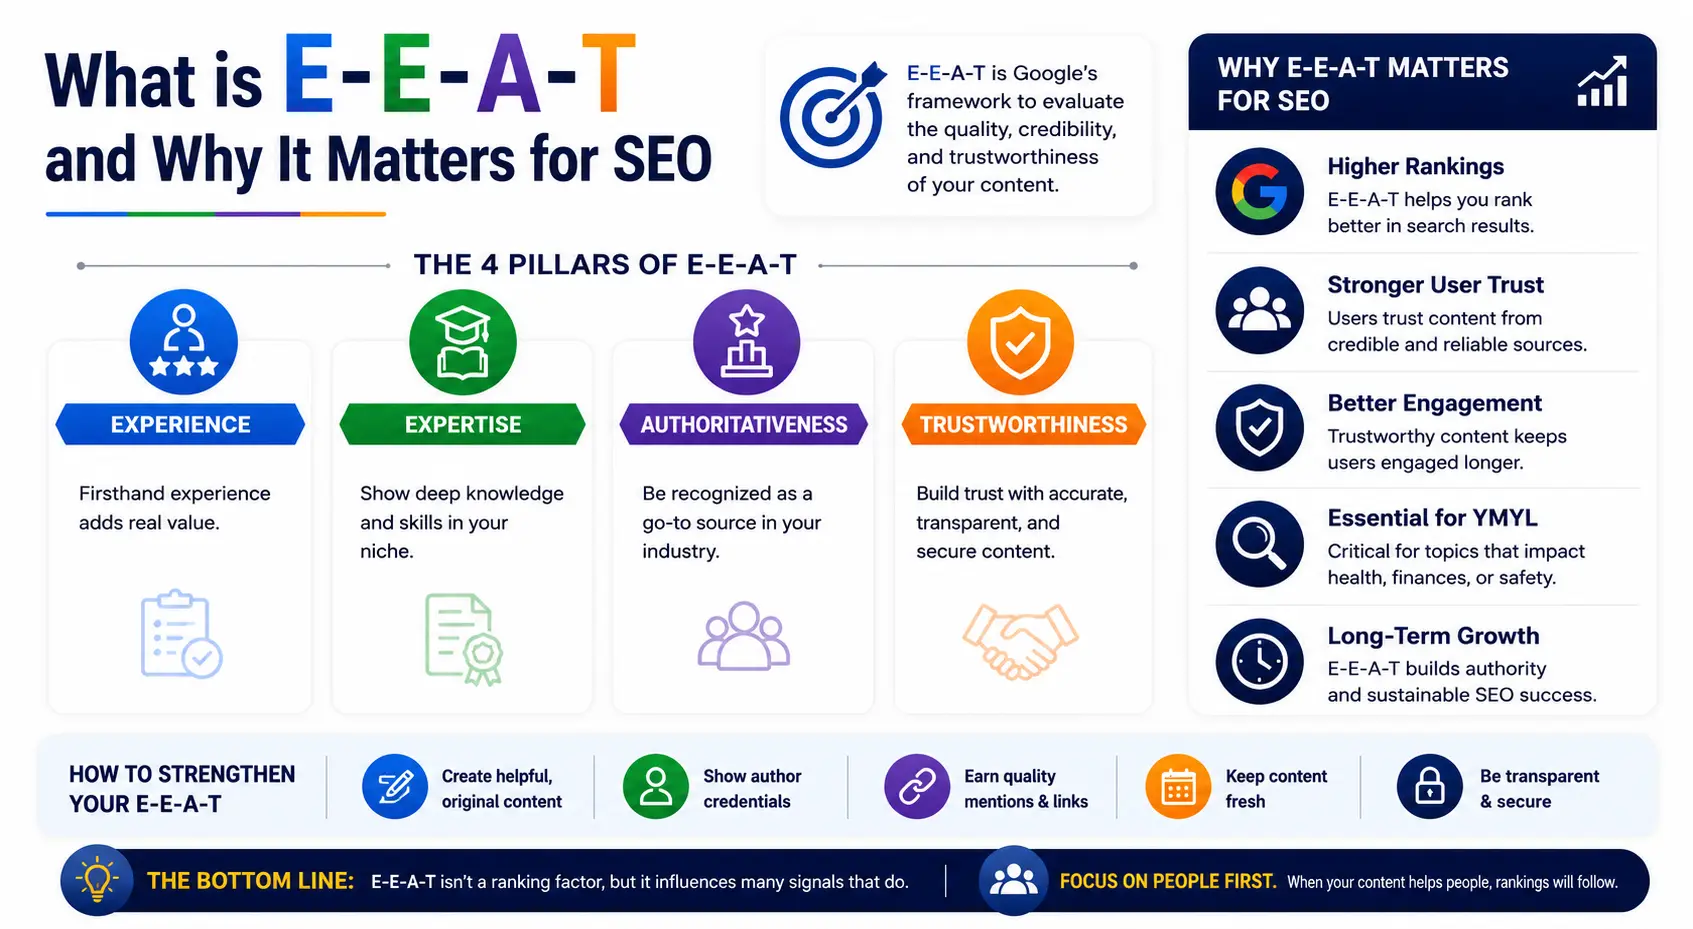 What is E-E-A-T
and Why It Matters for SEO
E-E-A-T is Google's
framework to evaluate
the quality, credibility,
and trustworthiness
of your content.
THE 4 PILLARS OF E-E-A-T
EXPERIENCE
Firsthand experience
adds real value.
EXPERTISE
Show deep knowledge
and skills in your
niche.
AUTHORITATIVENESS
Be recognized as a
go-to source in your
industry.
TRUSTWORTHINESS
Build trust with accurate,
transparent, and
secure content.
WHY E-E-A-T MATTERS
FOR SEO
Higher Rankings
E-E-A-T helps you rank
better in search results.
Stronger User Trust
Users trust content from
credible and reliable sources.
Better Engagement
Trustworthy content keeps
users engaged longer.
Essential for YMYL
Critical for topics that impact
health, finances, or safety.
Long-Term Growth
E-E-A-T builds authority
and sustainable SEO success.
HOW TO STRENGTHEN
YOUR E-E-A-T
Create helpful,
original content
Show author
credentials
Earn quality
mentions & links
Keep content
fresh
Be transparent
& secure
THE BOTTOM LINE: E-E-A-T isn't a ranking factor, but it influences many signals that do.
FOCUS ON PEOPLE FIRST. When your content helps people, rankings will follow.